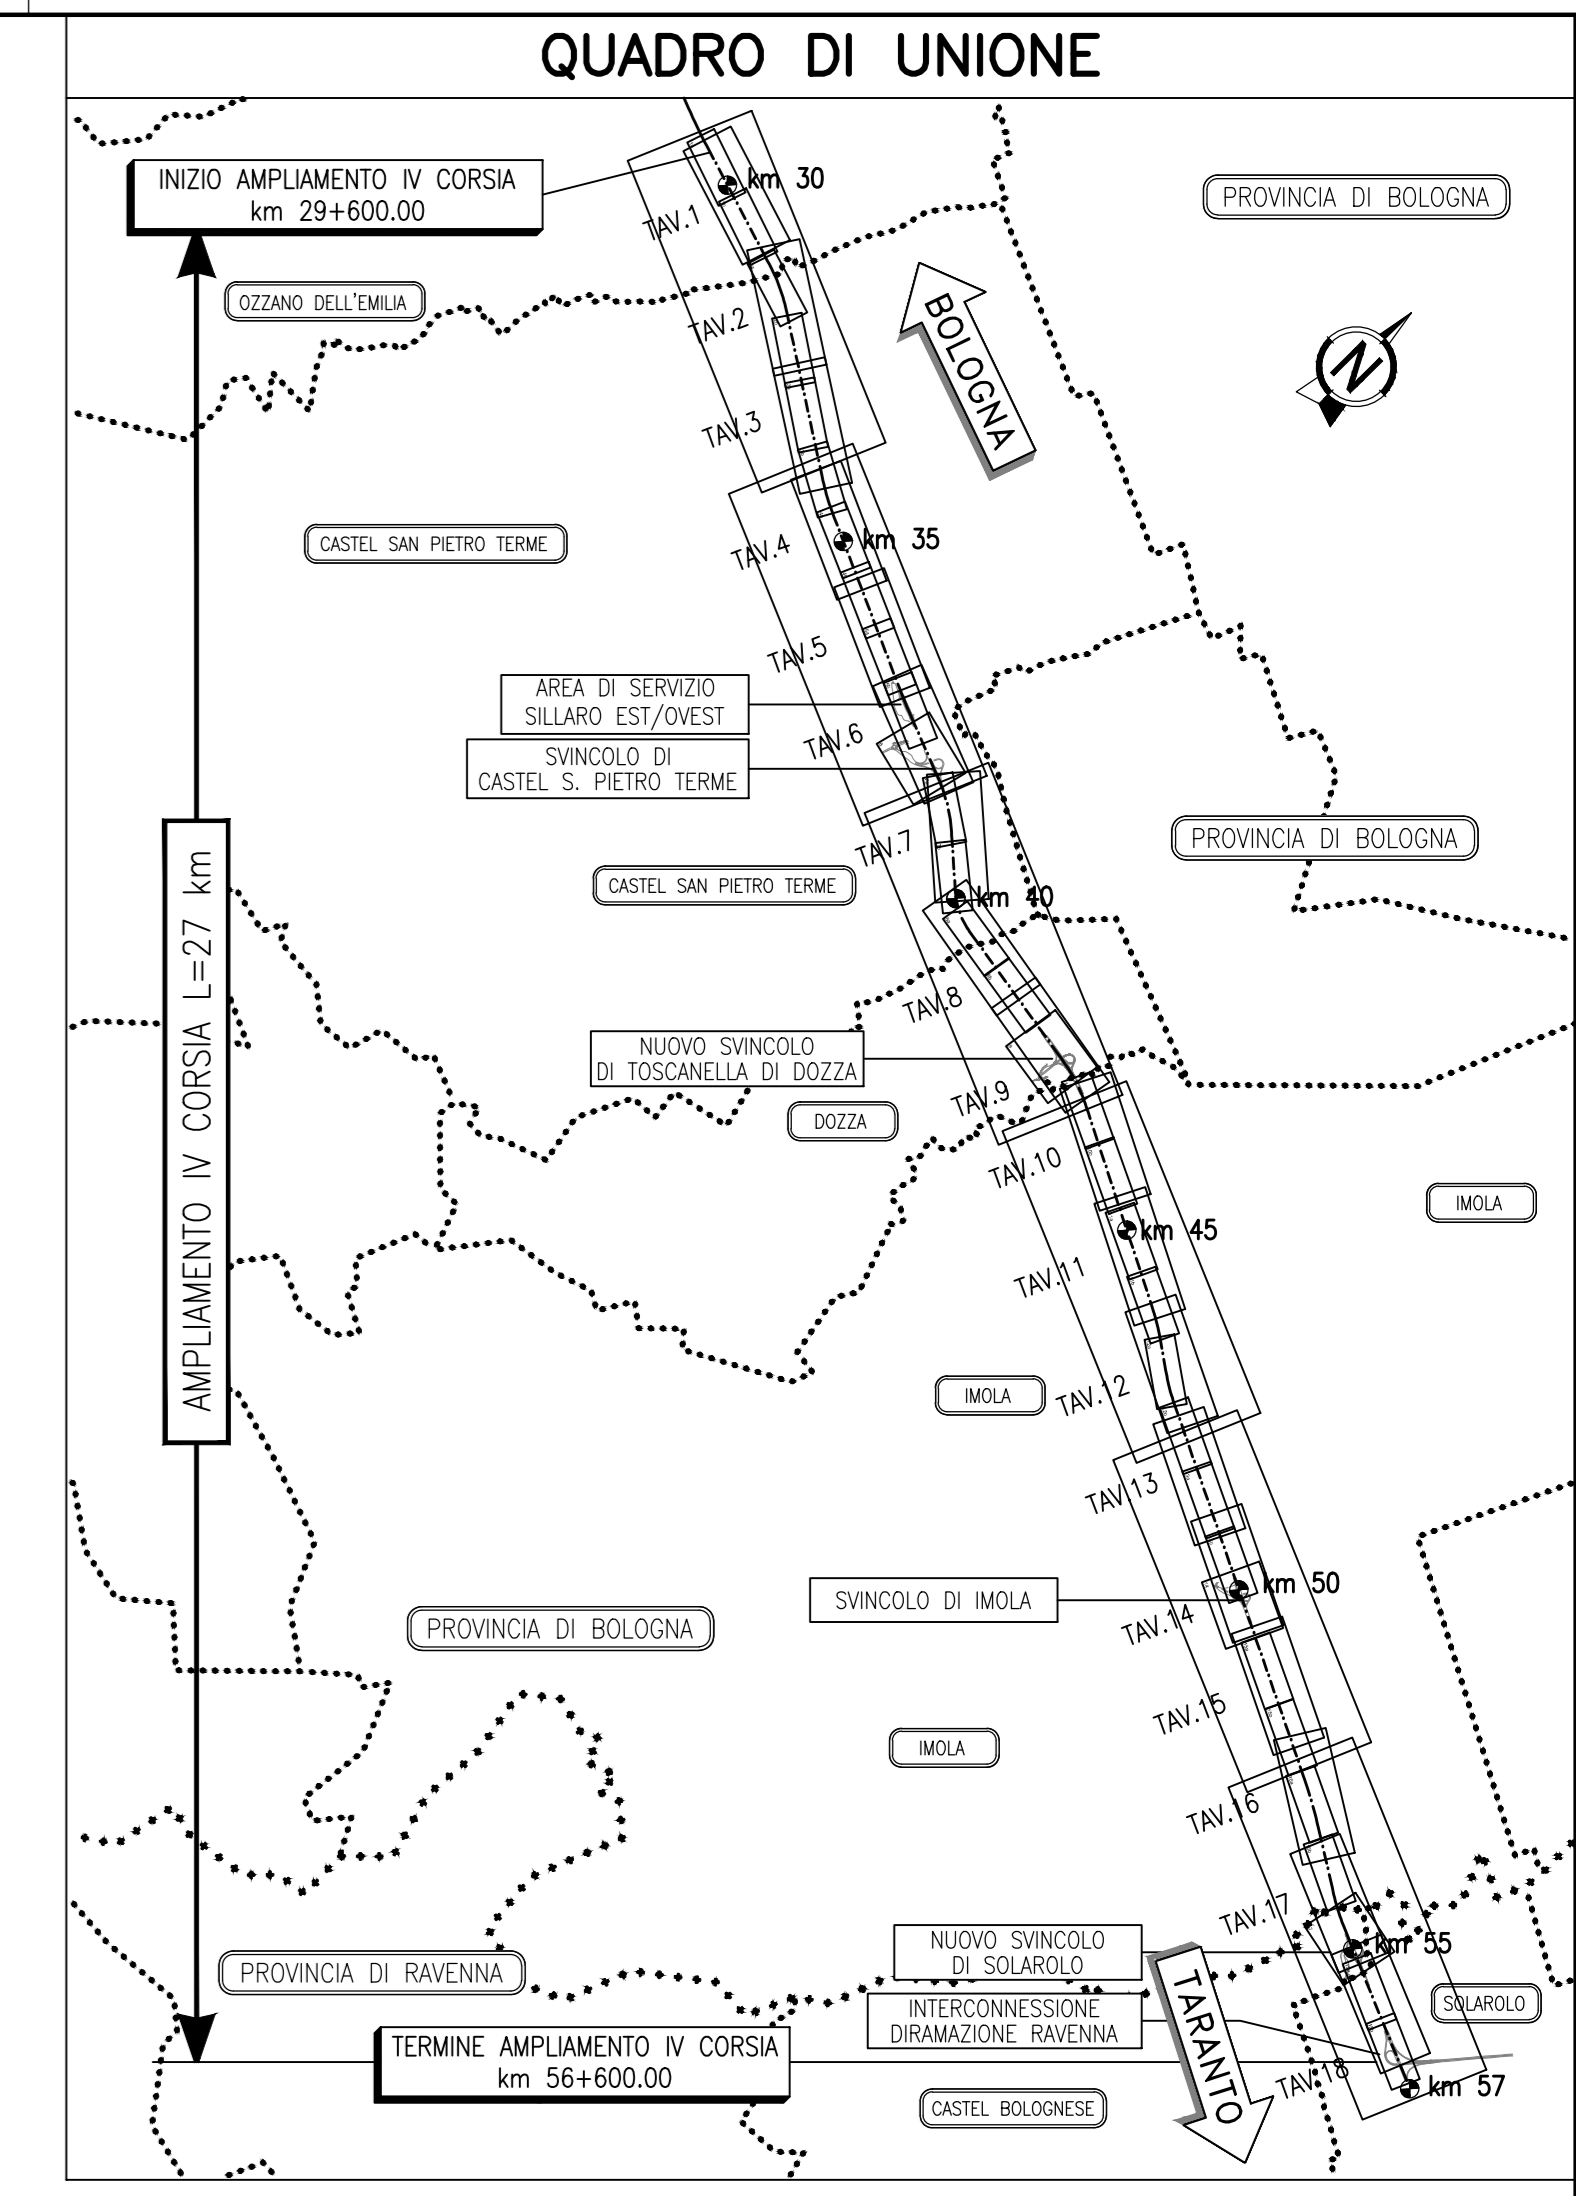 QUADRO DI UNIONE
INIZIO AMPLIAMENTO IV CORSIA
km 29+600.00
km 30
PROVINCIA DI BOLOGNA
TAV.1
OZZANO DELL'EMILIA
TAV.2
BOLOGNA
N
TAV.3
CASTEL SAN PIETRO TERME
TAV.4
km 35
TAV.5
AREA DI SERVIZIO
SILLARO EST/OVEST
TAV.6
SVINCOLO DI
CASTEL S. PIETRO TERME
PROVINCIA DI BOLOGNA
TAV.7
CASTEL SAN PIETRO TERME
km 40
AMPLIAMENTO IV CORSIA L=27 km
TAV.8
NUOVO SVINCOLO
DI TOSCANELLA DI DOZZA
TAV.9
DOZZA
TAV.10
IMOLA
km 45
TAV.11
IMOLA
TAV.12
TAV.13
km 50
SVINCOLO DI IMOLA
TAV.14
PROVINCIA DI BOLOGNA
TAV.15
IMOLA
TAV.16
TAV.17
NUOVO SVINCOLO
DI SOLAROLO
km 55
PROVINCIA DI RAVENNA
SOLAROLO
INTERCONNESSIONE
DIRAMAZIONE RAVENNA
TARANTO
TERMINE AMPLIAMENTO IV CORSIA
km 56+600.00
TAV.18
km 57
CASTEL BOLOGNESE